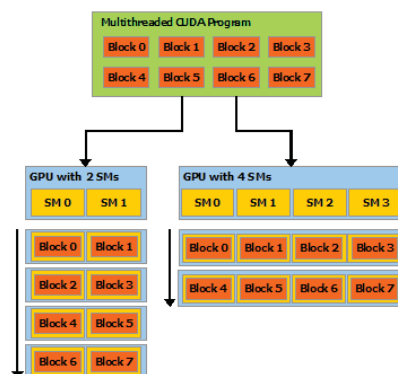 Multithreaded CUDA Program
Block 0 Block 1 Block 2 Block 3
Block 4 Block 5 Block 6 Block 7
GPU with 2 SMs
SM 0 SM 1
Block 0 Block 1
Block 2 Block 3
Block 4 Block 5
Block 6 Block 7
GPU with 4 SMs
SM 0 SM 1 SM 2 SM 3
Block 0 Block 1 Block 2 Block 3
Block 4 Block 5 Block 6 Block 7